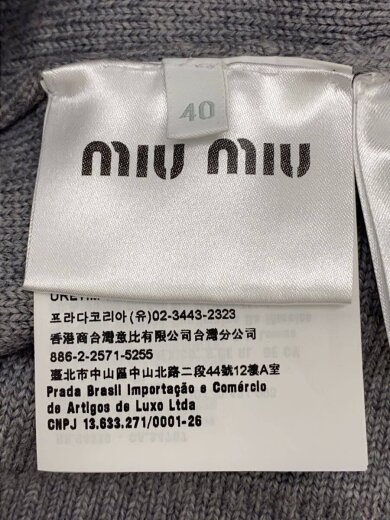 40
miu miu
프라다코리아(유)02-3443-2323
香港商台灣意比有限公司台灣分公司
886-2-2571-5255
臺北市中山區中山北路二段44號12樓A室
Prada Brasil Importação e Comércio
de Artigos de Luxo Ltda
CNPJ 13.633.271/0001-26